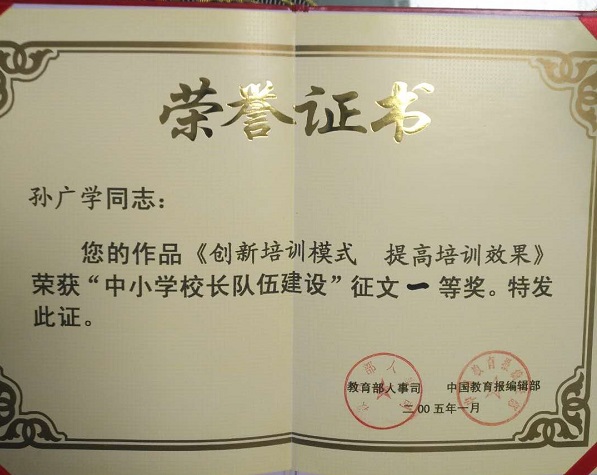 荣誉证书
孙广学同志：
您的作品《创新培训模式　提高培训效果》
荣获“中小学校长队伍建设”征文一等奖。特发
此证。
教育部人事司　中国教育报编辑部
二00五年一月